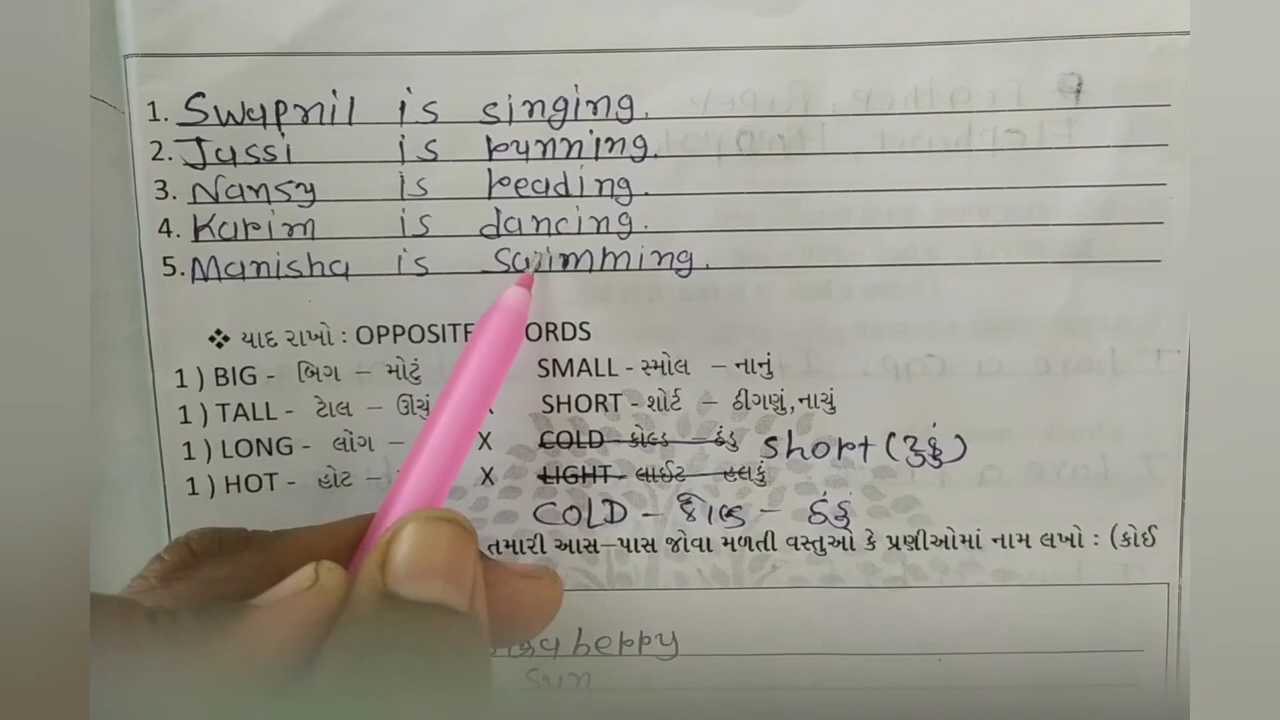 1. Swapnil is singing.
2. Jassi is running.
3. Nansy is reading.
4. Karim is dancing.
5. Manisha is swimming.
❖ યાદ રાખો : OPPOSITE ORDS
1 ) BIG - બિગ – મોટું SMALL - સ્મોલ – નાનું
1 ) TALL - ટોલ – ઊંચું SHORT - શોર્ટ – ઠીંગણું,નાચું
1 ) LONG - લોંગ – X COLD - કોલ્ડ – ઠંડુ short (ટૂંકું)
1 ) HOT - હોટ – X LIGHT - લાઈટ – હલકું
COLD – કોલ્ડ – ઠંડું
તમારી આસ–પાસ જોવા મળતી વસ્તુઓ કે પ્રણીઓમાં નામ લખો : (કોઈ
berry
sun